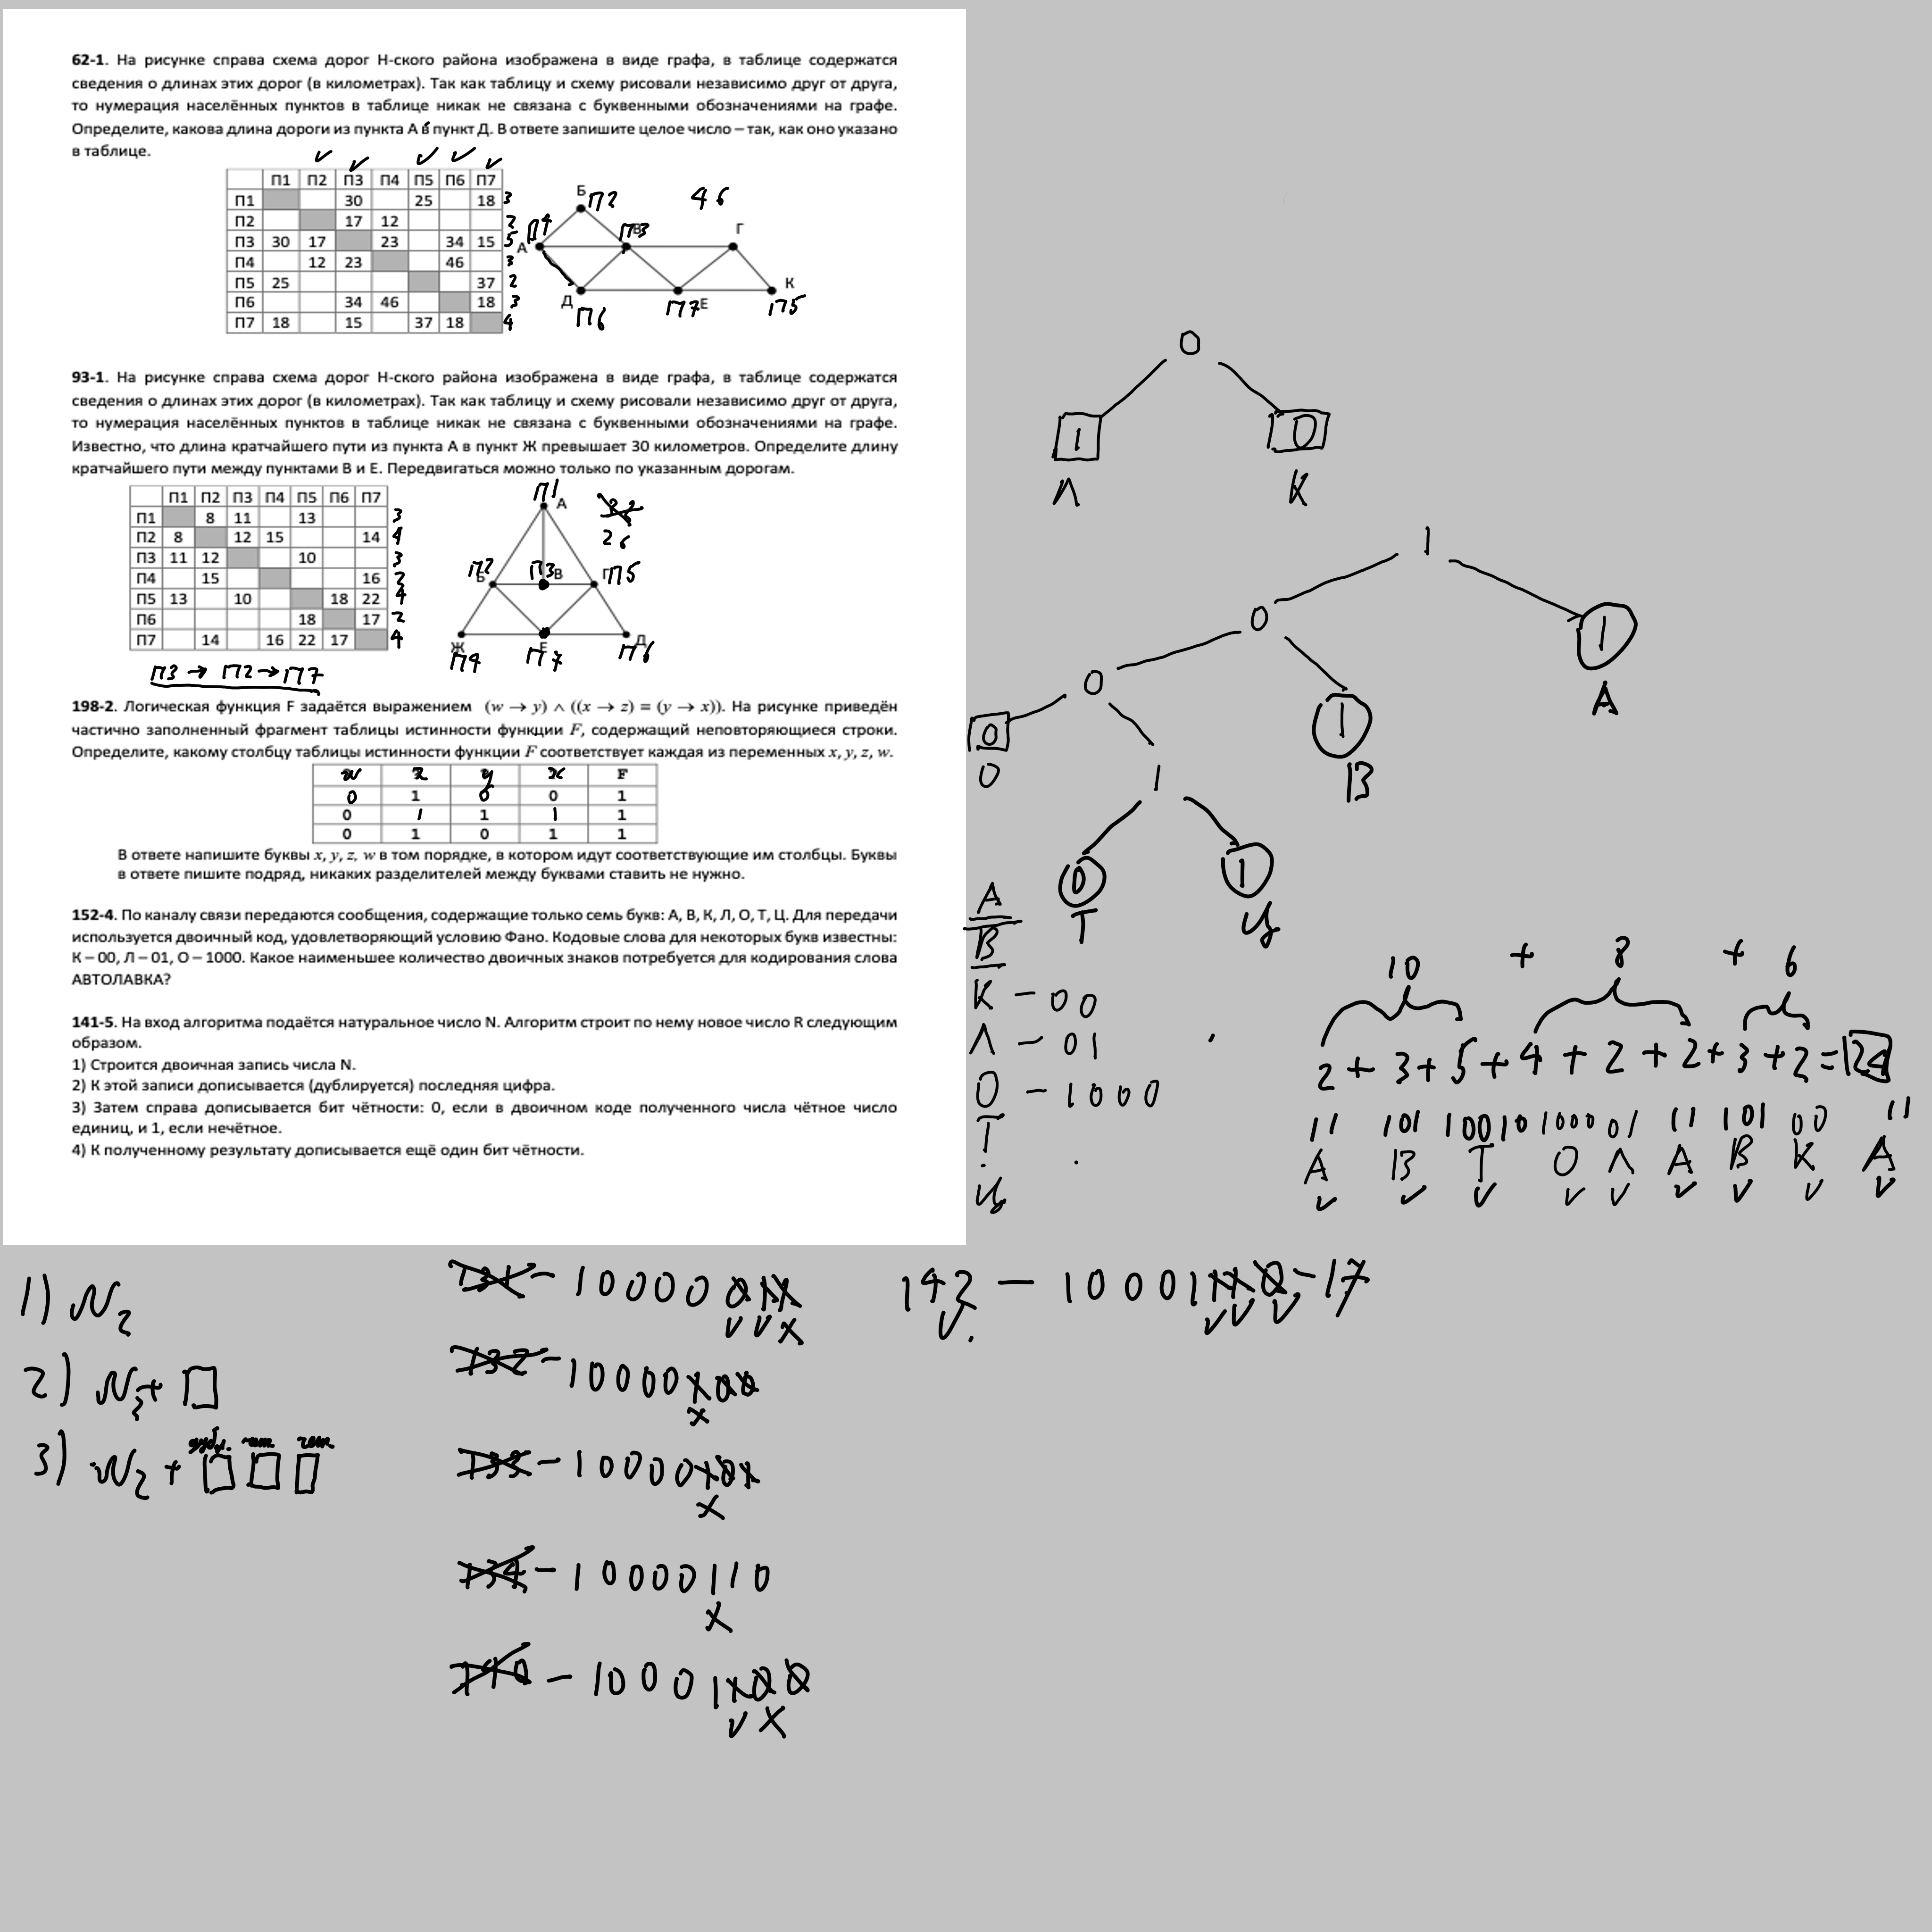 62-1. На рисунке справа схема дорог Н-ского района изображена в виде графа, в таблице содержатся
сведения о длинах этих дорог (в километрах). Так как таблицу и схему рисовали независимо друг от друга,
то нумерация населённых пунктов в таблице никак не связана с буквенными обозначениями на графе.
Определите, какова длина дороги из пункта А в пункт Д. В ответе запишите целое число – так, как оно указано
в таблице.
П1 П2 П3 П4 П5 П6 П7
П1 30 25 18 3
П2 17 12 2
П3 30 17 23 34 15 5
П4 12 23 46 3
П5 25 37 2
П6 34 46 18 3
П7 18 15 37 18 4
Б П2 46
П4 П3 В Г
А
К
Д Е
П6 П7 П5
93-1. На рисунке справа схема дорог Н-ского района изображена в виде графа, в таблице содержатся
сведения о длинах этих дорог (в километрах). Так как таблицу и схему рисовали независимо друг от друга,
то нумерация населённых пунктов в таблице никак не связана с буквенными обозначениями на графе.
Известно, что длина кратчайшего пути из пункта А в пункт Ж превышает 30 километров. Определите длину
кратчайшего пути между пунктами В и Е. Передвигаться можно только по указанным дорогам.
П1 П2 П3 П4 П5 П6 П7
П1 8 11 13 3
П2 8 12 15 14 4
П3 11 12 10 3
П4 15 16 2
П5 13 10 18 22 4
П6 18 17 2
П7 14 16 22 17 4
П1
А
26
П2 Б П3 В Г П5
Ж Е Д
П4 П7 П6
П3 → П2 → П7
198-2. Логическая функция F задаётся выражением (w → y) ∧ ((x → z) ≡ (y → x)). На рисунке приведён
частично заполненный фрагмент таблицы истинности функции F, содержащий неповторяющиеся строки.
Определите, какому столбцу таблицы истинности функции F соответствует каждая из переменных x, y, z, w.
w z y x F
0 1 0 0 1
0 1 1 1 1
0 1 0 1 1
В ответе напишите буквы x, y, z, w в том порядке, в котором идут соответствующие им столбцы. Буквы
в ответе пишите подряд, никаких разделителей между буквами ставить не нужно.
152-4. По каналу связи передаются сообщения, содержащие только семь букв: А, В, К, Л, О, Т, Ц. Для передачи
используется двоичный код, удовлетворяющий условию Фано. Кодовые слова для некоторых букв известны:
К – 00, Л – 01, О – 1000. Какое наименьшее количество двоичных знаков потребуется для кодирования слова
АВТОЛАВКА?
141-5. На вход алгоритма подаётся натуральное число N. Алгоритм строит по нему новое число R следующим
образом.
1) Строится двоичная запись числа N.
2) К этой записи дописывается (дублируется) последняя цифра.
3) Затем справа дописывается бит чётности: 0, если в двоичном коде полученного числа чётное число
единиц, и 1, если нечётное.
4) К полученному результату дописывается ещё один бит чётности.
0
1 0
Л К
1
0 1
А
0
0 1
О В
1
0 1
Т Ц
А
В
К – 00
Л – 01
О – 1000
Т
Ц
10 + 8 + 6
2 + 3 + 5 + 4 + 2 + 2 + 3 + 2 = 24
11 101 10010 1000 01 11 101 00 11
А В Т О Л А В К А
1) N2
2) N2 + □
3) N2 + □ □ □
131 – 10000011
132 – 10000100
133 – 10000101
134 – 10000110
140 – 10001100
142 – 10001110 – 17